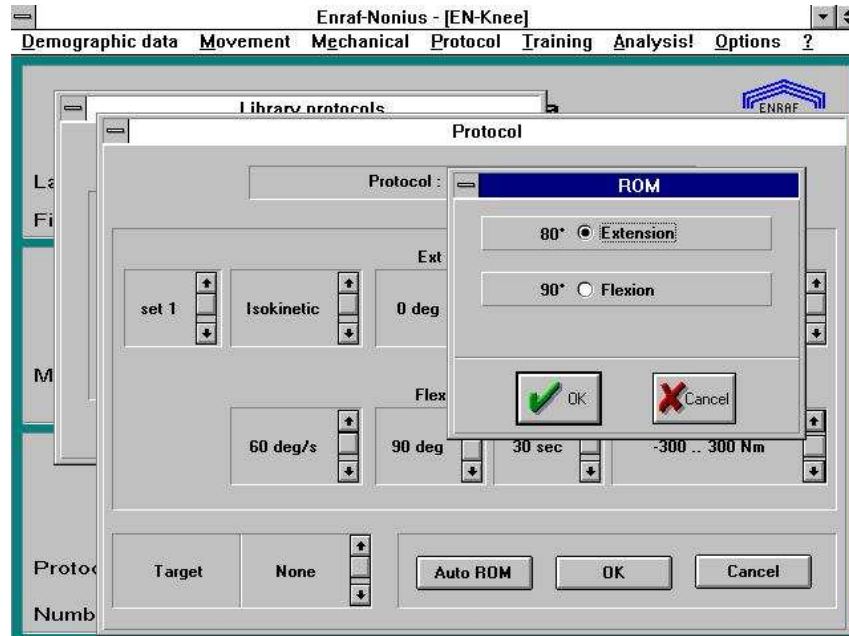 Enraf-Nonius - [EN-Knee]
Demographic data Movement Mechanical Protocol Training Analysis! Options ?
ENRAF
Library protocols
Protocol
Protocol :
ROM
80° Extension
90° Flexion
OK Cancel
Ext
set 1 Isokinetic 0 deg
Flex
60 deg/s 90 deg 30 sec -300 .. 300 Nm
Target None Auto ROM OK Cancel
La
Fi
M
Protoc
Numb